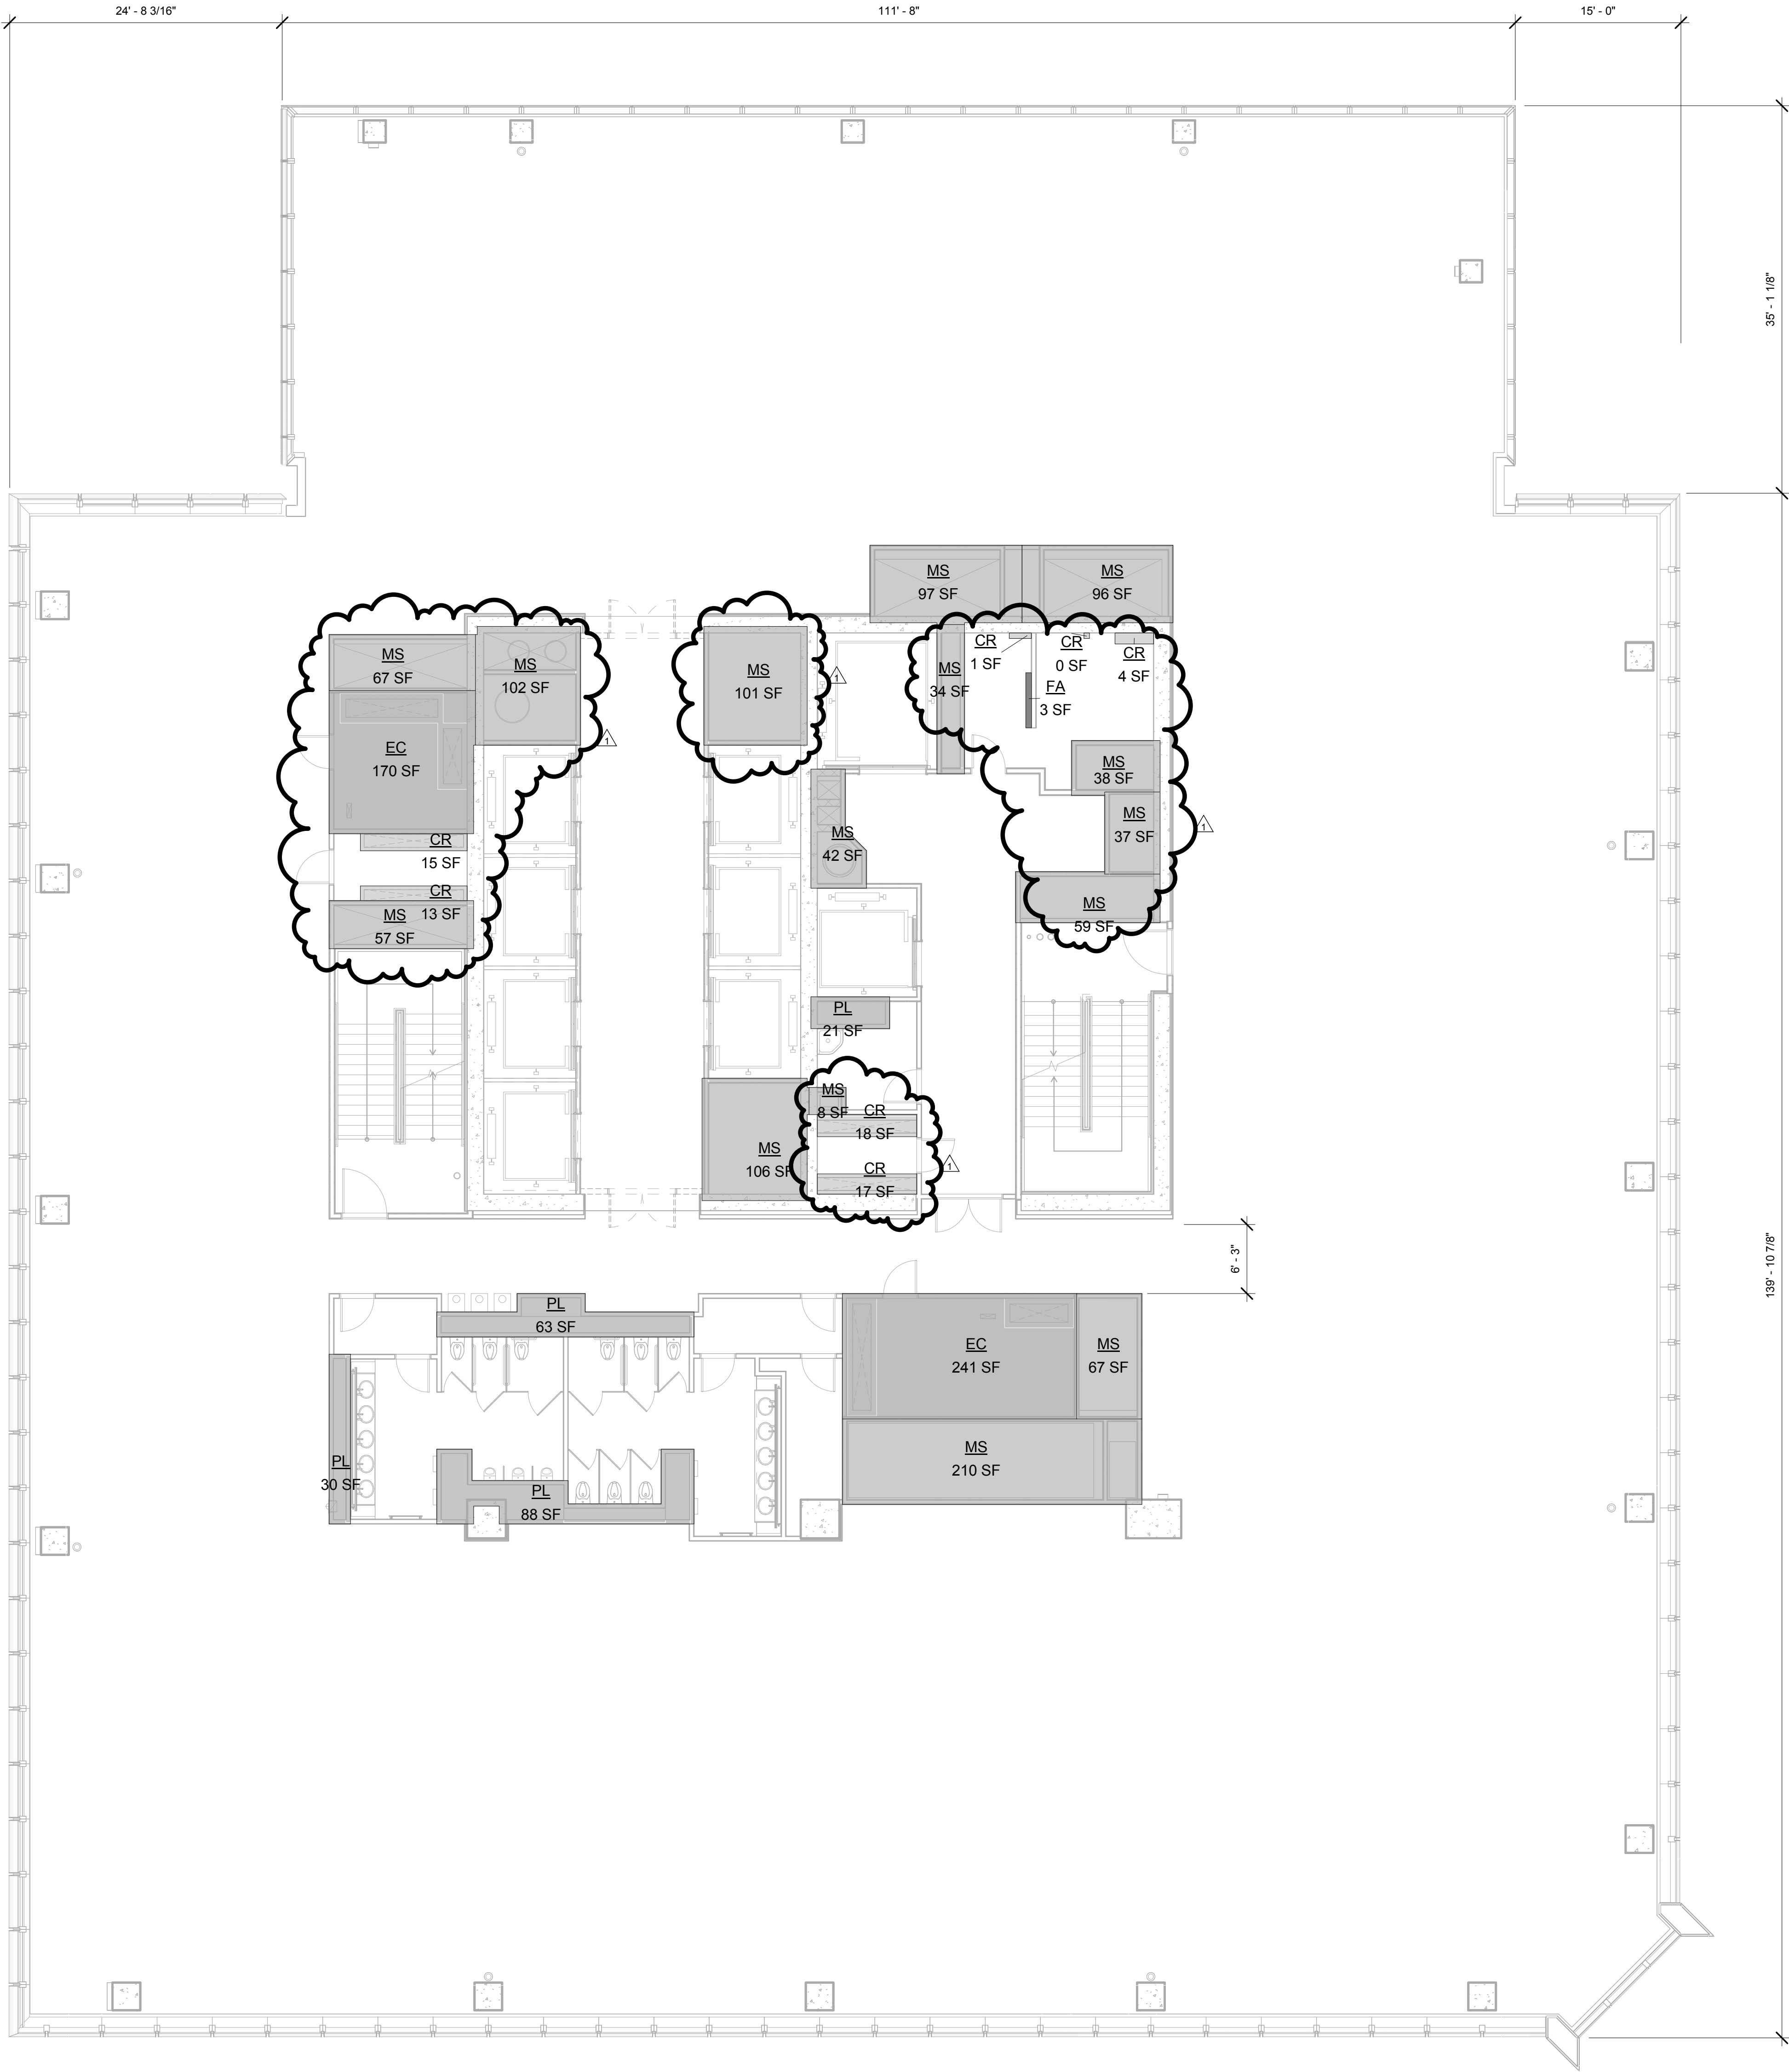 24' - 8 3/16"
111' - 8"
15' - 0"
35' - 1 1/8"
MS
97 SF
MS
96 SF
MS
67 SF
MS
102 SF
MS
101 SF
1
MS
34 SF
CR
1 SF
CR
0 SF
CR
4 SF
FA
3 SF
EC
170 SF
1
MS
38 SF
MS
37 SF
1
CR
15 SF
MS
42 SF
CR
13 SF
MS
57 SF
MS
59 SF
PL
21 SF
MS
8 SF
CR
18 SF
MS
106 SF
CR
17 SF
1
6' - 3"
139' - 10 7/8"
PL
63 SF
EC
241 SF
MS
67 SF
PL
30 SF
PL
88 SF
MS
210 SF